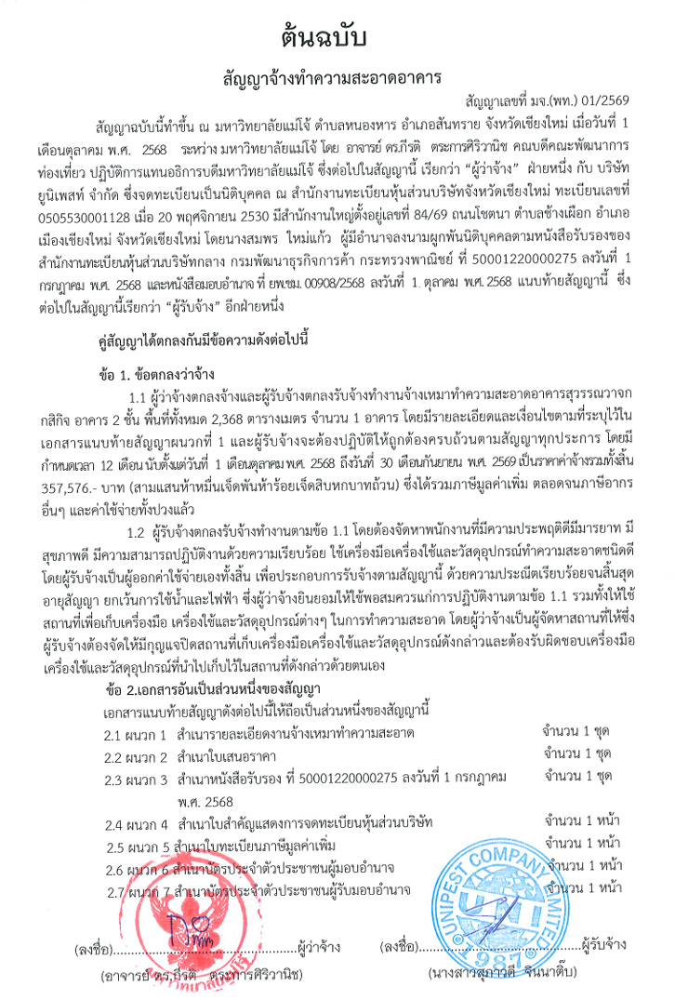 ต้นฉบับ
สัญญาจ้างทำความสะอาดอาคาร
สัญญาเลขที่ มจ.(พท.) 01/2569
สัญญาฉบับนี้ทำขึ้น ณ มหาวิทยาลัยแม่โจ้ ตำบลหนองหาร อำเภอสันทราย จังหวัดเชียงใหม่ เมื่อวันที่ 1
เดือนตุลาคม พ.ศ. 2568 ระหว่าง มหาวิทยาลัยแม่โจ้ โดย อาจารย์ ดร.กีรติ ตระการศิริวานิช คณบดีคณะพัฒนาการ
ท่องเที่ยว ปฏิบัติการแทนอธิการบดีมหาวิทยาลัยแม่โจ้ ซึ่งต่อไปในสัญญานี้ เรียกว่า “ผู้ว่าจ้าง” ฝ่ายหนึ่ง กับ บริษัท
ยูนิเพสท์ จำกัด ซึ่งจดทะเบียนเป็นนิติบุคคล ณ สำนักงานทะเบียนหุ้นส่วนบริษัทจังหวัดเชียงใหม่ ทะเบียนเลขที่
0505530001128 เมื่อ 20 พฤศจิกายน 2530 มีสำนักงานใหญ่ตั้งอยู่เลขที่ 84/69 ถนนโชตนา ตำบลช้างเผือก อำเภอ
เมืองเชียงใหม่ จังหวัดเชียงใหม่ โดยนางสมพร ใหม่แก้ว ผู้มีอำนาจลงนามผูกพันนิติบุคคลตามหนังสือรับรองของ
สำนักงานทะเบียนหุ้นส่วนบริษัทกลาง กรมพัฒนาธุรกิจการค้า กระทรวงพาณิชย์ ที่ 50001220000275 ลงวันที่ 1
กรกฎาคม พ.ศ. 2568 และหนังสือมอบอำนาจ ที่ ยพ.ชม. 00908/2568 ลงวันที่ 1 ตุลาคม พ.ศ. 2568 แนบท้ายสัญญานี้ ซึ่ง
ต่อไปในสัญญานี้เรียกว่า “ผู้รับจ้าง” อีกฝ่ายหนึ่ง
คู่สัญญาได้ตกลงกันมีข้อความดังต่อไปนี้
ข้อ 1. ข้อตกลงว่าจ้าง
1.1 ผู้ว่าจ้างตกลงจ้างและผู้รับจ้างตกลงรับจ้างทำงานจ้างเหมาทำความสะอาดอาคารสุวรรณวาจก
กสิกิจ อาคาร 2 ชั้น พื้นที่ทั้งหมด 2,368 ตารางเมตร จำนวน 1 อาคาร โดยมีรายละเอียดและเงื่อนไขตามที่ระบุไว้ใน
เอกสารแนบท้ายสัญญาผนวกที่ 1 และผู้รับจ้างจะต้องปฏิบัติให้ถูกต้องครบถ้วนตามสัญญาทุกประการ โดยมี
กำหนดเวลา 12 เดือน นับตั้งแต่วันที่ 1 เดือนตุลาคม พ.ศ. 2568 ถึงวันที่ 30 เดือนกันยายน พ.ศ. 2569 เป็นราคาค่าจ้างรวมทั้งสิ้น
357,576.- บาท (สามแสนห้าหมื่นเจ็ดพันห้าร้อยเจ็ดสิบหกบาทถ้วน) ซึ่งได้รวมภาษีมูลค่าเพิ่ม ตลอดจนภาษีอากร
อื่นๆ และค่าใช้จ่ายทั้งปวงแล้ว
1.2 ผู้รับจ้างตกลงรับจ้างทำงานตามข้อ 1.1 โดยต้องจัดหาพนักงานที่มีความประพฤติดีมีมารยาท มี
สุขภาพดี มีความสามารถปฏิบัติงานด้วยความเรียบร้อย ใช้เครื่องมือเครื่องใช้และวัสดุอุปกรณ์ทำความสะอาดชนิดดี
โดยผู้รับจ้างเป็นผู้ออกค่าใช้จ่ายเองทั้งสิ้น เพื่อประกอบการรับจ้างตามสัญญานี้ ด้วยความประณีตเรียบร้อยจนสิ้นสุด
อายุสัญญา ยกเว้นการใช้น้ำและไฟฟ้า ซึ่งผู้ว่าจ้างยินยอมให้ใช้พอสมควรแก่การปฏิบัติงานตามข้อ 1.1 รวมทั้งให้ใช้
สถานที่เพื่อเก็บเครื่องมือ เครื่องใช้และวัสดุอุปกรณ์ต่างๆ ในการทำความสะอาด โดยผู้ว่าจ้างเป็นผู้จัดหาสถานที่ให้ซึ่ง
ผู้รับจ้างต้องจัดให้มีกุญแจปิดสถานที่เก็บเครื่องมือเครื่องใช้และวัสดุอุปกรณ์ดังกล่าวและต้องรับผิดชอบเครื่องมือ
เครื่องใช้และวัสดุอุปกรณ์ที่นำไปเก็บไว้ในสถานที่ดังกล่าวด้วยตนเอง
ข้อ 2.เอกสารอันเป็นส่วนหนึ่งของสัญญา
เอกสารแนบท้ายสัญญาดังต่อไปนี้ให้ถือเป็นส่วนหนึ่งของสัญญานี้
2.1 ผนวก 1 สำเนารายละเอียดงานจ้างเหมาทำความสะอาด จำนวน 1 ชุด
2.2 ผนวก 2 สำเนาใบเสนอราคา จำนวน 1 ชุด
2.3 ผนวก 3 สำเนาหนังสือรับรอง ที่ 50001220000275 ลงวันที่ 1 กรกฎาคม จำนวน 1 ชุด
พ.ศ. 2568
2.4 ผนวก 4 สำเนาใบสำคัญแสดงการจดทะเบียนหุ้นส่วนบริษัท จำนวน 1 หน้า
2.5 ผนวก 5 สำเนาใบทะเบียนภาษีมูลค่าเพิ่ม จำนวน 1 หน้า
2.6 ผนวก 6 สำเนาบัตรประจำตัวประชาชนผู้มอบอำนาจ จำนวน 1 หน้า
2.7 ผนวก 7 สำเนาบัตรประจำตัวประชาชนผู้รับมอบอำนาจ จำนวน 1 หน้า
UNIPEST COMPANY LIMITED
1987
(ลงชื่อ)..............................ผู้ว่าจ้าง (ลงชื่อ)..............................ผู้รับจ้าง
(อาจารย์ ดร.กีรติ ตระการศิริวานิช) (นางสาวสุภาวดี จินนาติ๊บ)
มหาวิทยาลัยแม่โจ้